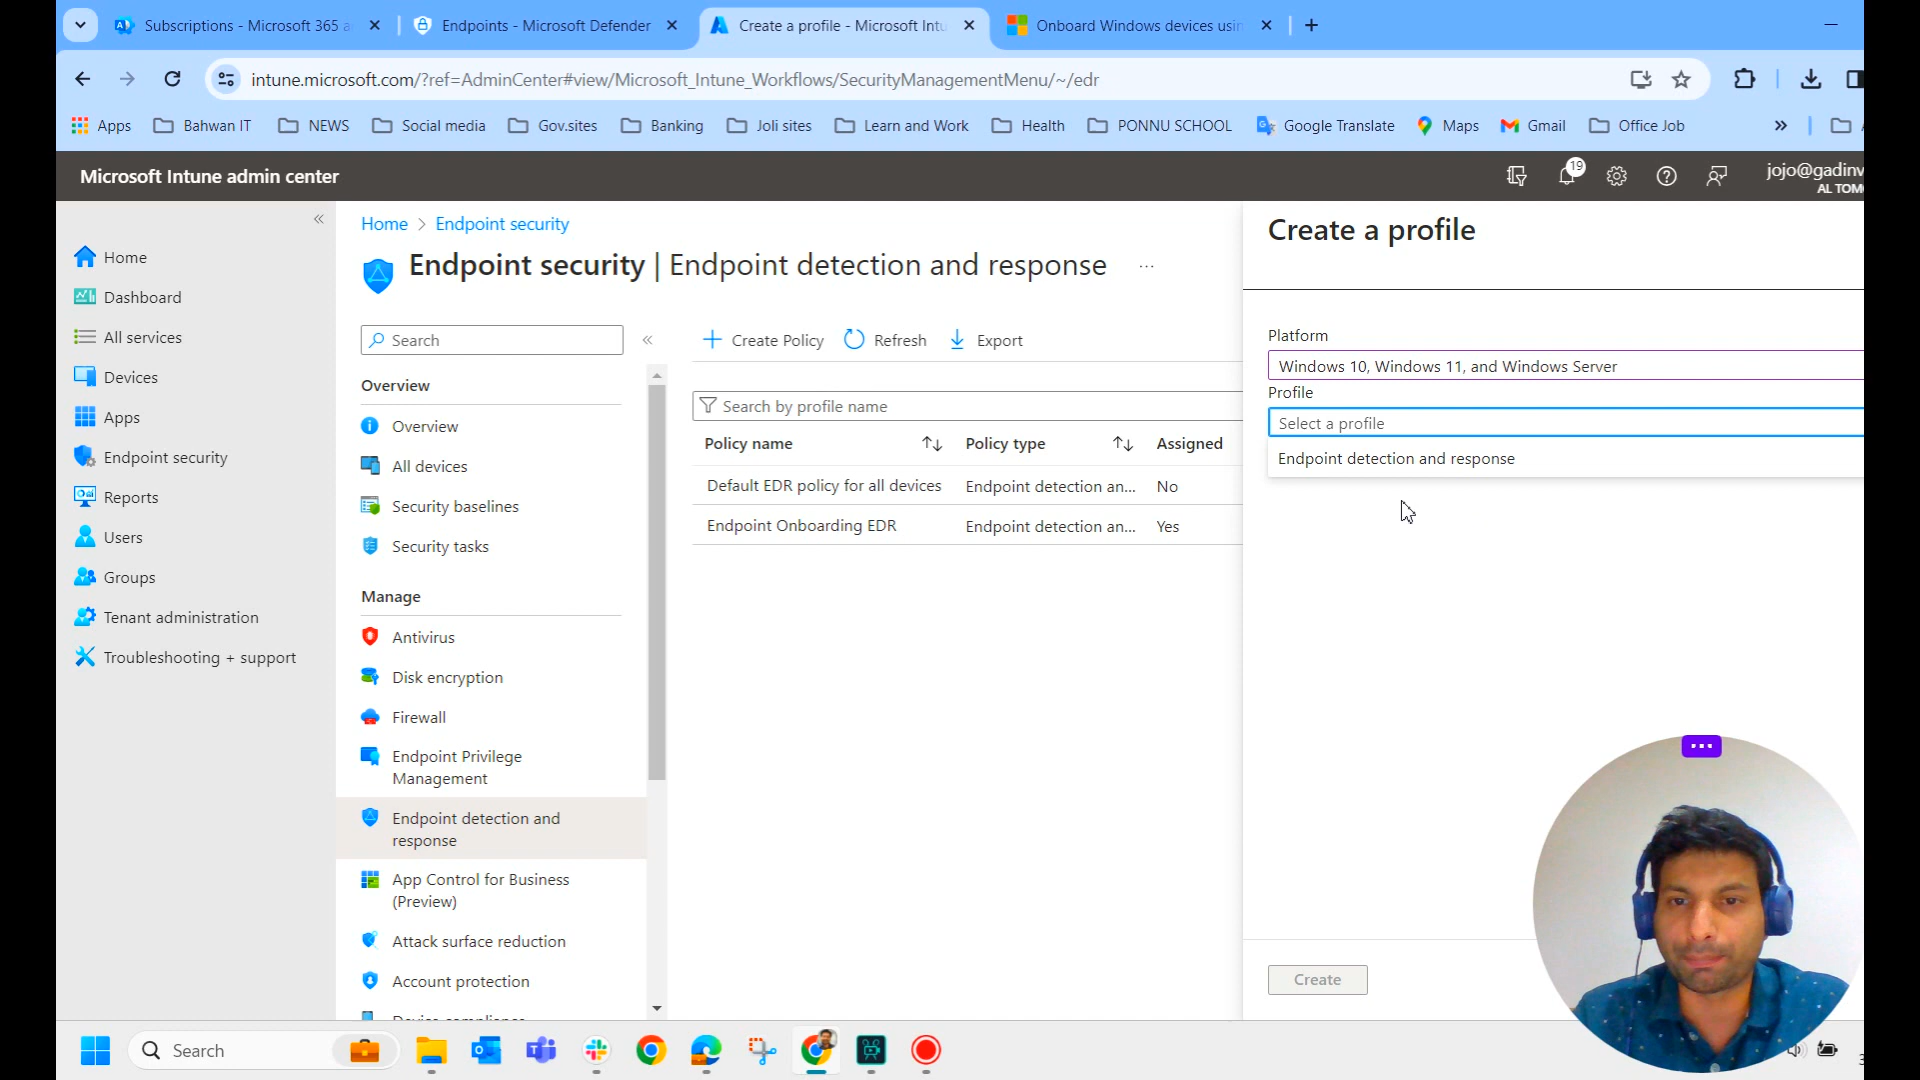 Subscriptions - Microsoft 365 a
Endpoints - Microsoft Defender
Create a profile - Microsoft Intu
Onboard Windows devices usin
intune.microsoft.com/?ref=AdminCenter#view/Microsoft_Intune_Workflows/SecurityManagementMenu/~/edr
Apps
Bahwan IT
NEWS
Social media
Gov.sites
Banking
Joli sites
Learn and Work
Health
PONNU SCHOOL
Google Translate
Maps
Gmail
Office Job
Microsoft Intune admin center
19
jojo@gadinv
AL TOM
Home
Dashboard
All services
Devices
Apps
Endpoint security
Reports
Users
Groups
Tenant administration
Troubleshooting + support
Home > Endpoint security
Endpoint security | Endpoint detection and response
Search
Overview
Overview
All devices
Security baselines
Security tasks
Manage
Antivirus
Disk encryption
Firewall
Endpoint Privilege
Management
Endpoint detection and
response
App Control for Business
(Preview)
Attack surface reduction
Account protection
Create Policy
Refresh
Export
Search by profile name
Policy name
Policy type
Assigned
Default EDR policy for all devices
Endpoint detection an...
No
Endpoint Onboarding EDR
Endpoint detection an...
Yes
Create a profile
Platform
Windows 10, Windows 11, and Windows Server
Profile
Select a profile
Endpoint detection and response
Create
Search